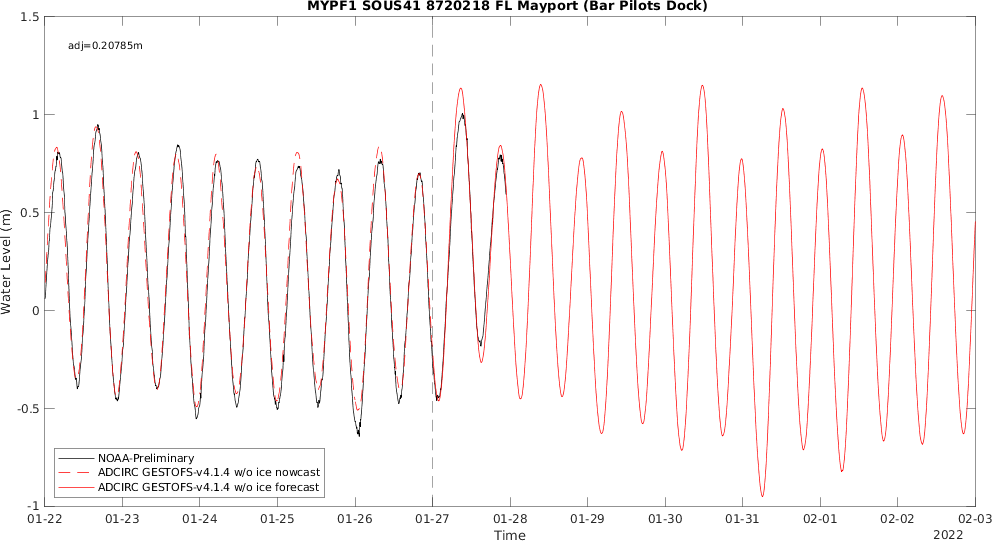 MYPF1 SOUS41 8720218 FL Mayport (Bar Pilots Dock)
adj=0.20785m
Water Level (m)
1.5
1
0.5
0
-0.5
-1
NOAA-Preliminary
ADCIRC GESTOFS-v4.1.4 w/o ice nowcast
ADCIRC GESTOFS-v4.1.4 w/o ice forecast
01-22 01-23 01-24 01-25 01-26 01-27 01-28 01-29 01-30 01-31 02-01 02-02 02-03
Time
2022